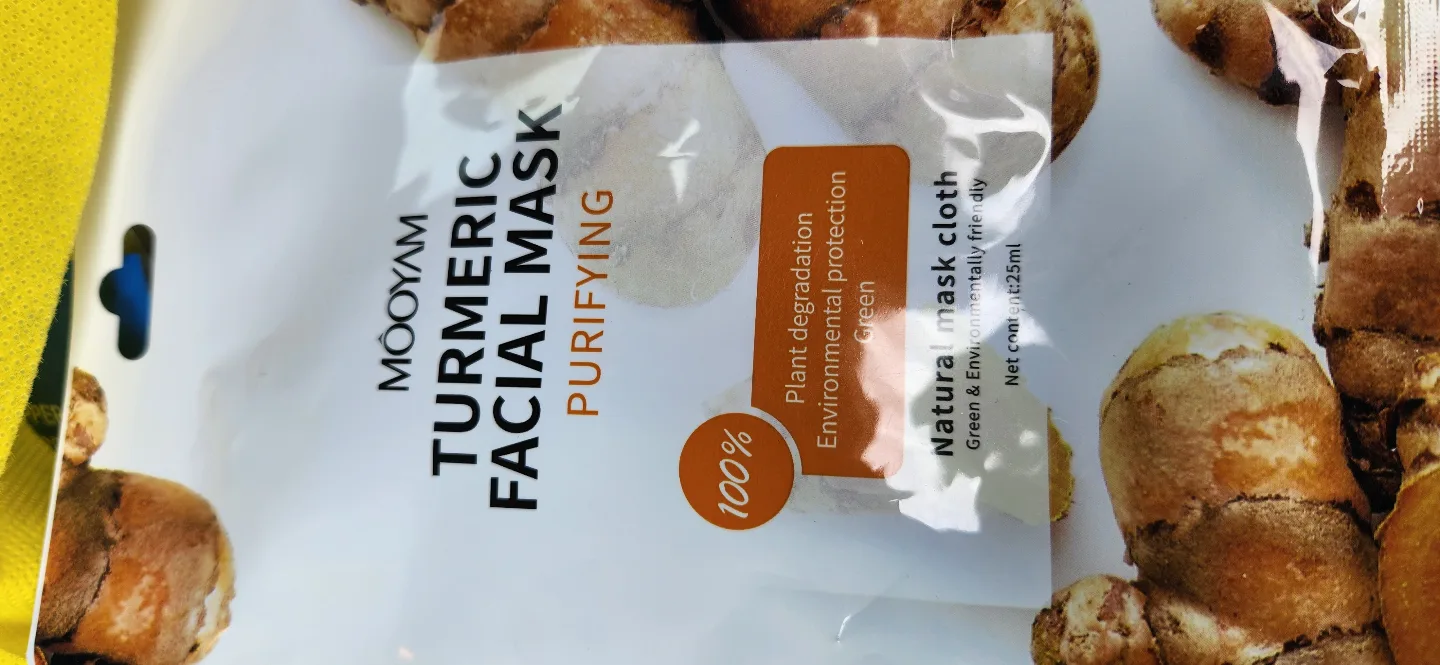 MÔOYAM
TURMERIC
FACIAL MASK
PURIFYING
100%
Plant degradation
Environmental protection
Green
Natural mask cloth
Green & Environmentally friendly
Net content:25ml